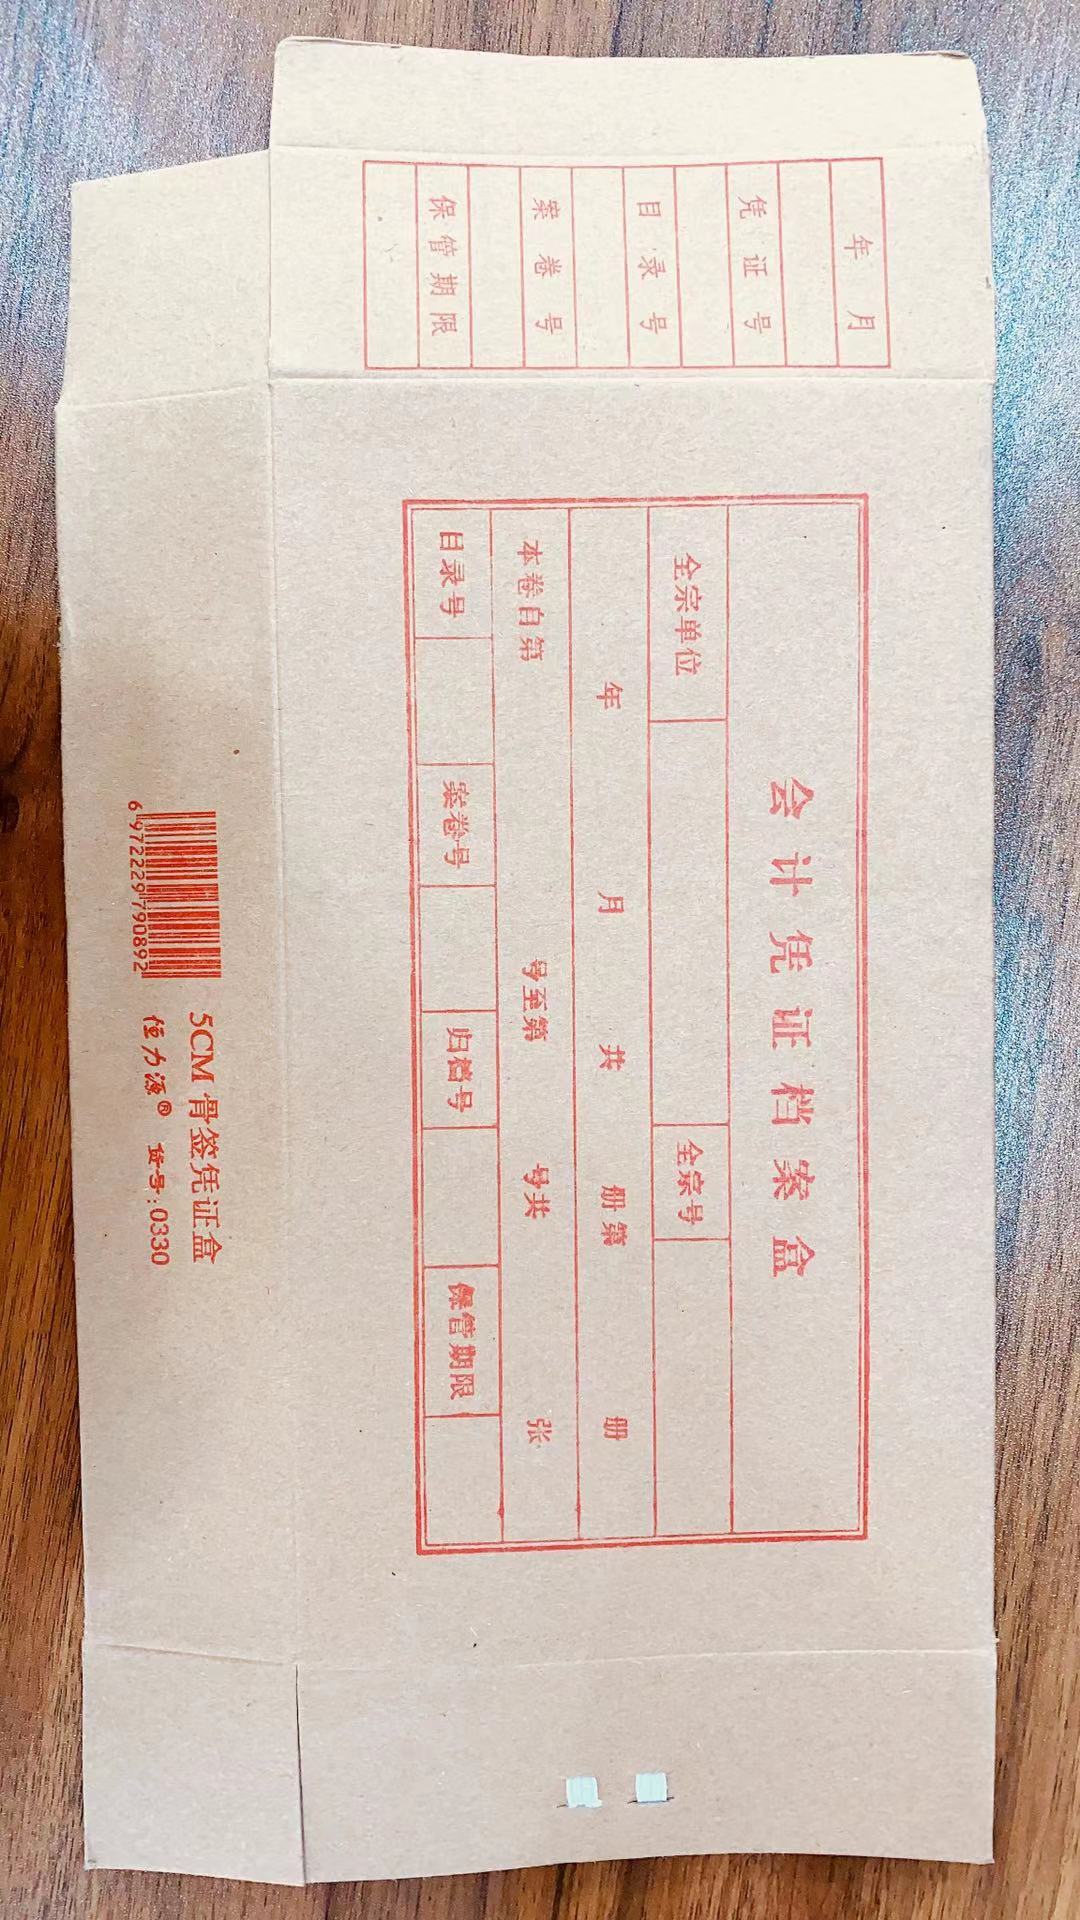 年 月
凭证号
目录号
案卷号
保管期限
会计凭证档案盒
全宗单位 全宗号
年 月 共 册第 册
本卷自第 号至第 号共 张
目录号 案卷号 归档号 保管期限
5CM 骨签凭证盒
恒力源® 货号:0330
6972229790892